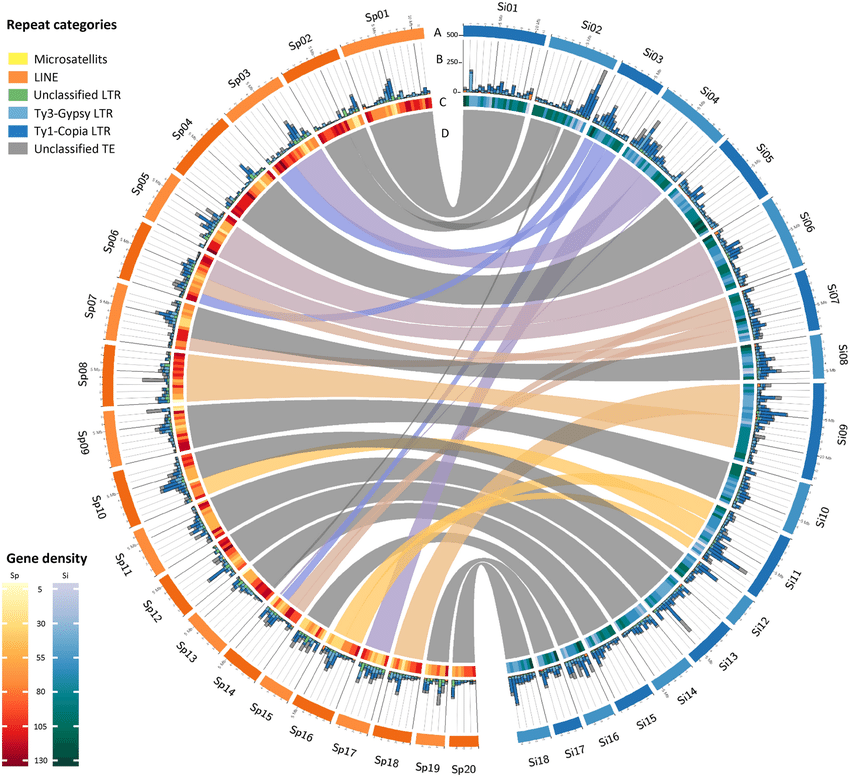 Repeat categories
Microsatellits
LINE
Unclassified LTR
Ty3-Gypsy LTR
Ty1-Copia LTR
Unclassified TE
A
500
B
250
0
C
D
Si01
Si02
Si03
Si04
Si05
Si06
Si07
Si08
Si09
Si10
Si11
Si12
Si13
Si14
Si15
Si16
Si17
Si18
Sp20
Sp19
Sp18
Sp17
Sp16
Sp15
Sp14
Sp13
Sp12
Sp11
Sp10
Sp09
Sp08
Sp07
Sp06
Sp05
Sp04
Sp03
Sp02
Sp01
Gene density
Sp Si
5
30
55
80
105
130